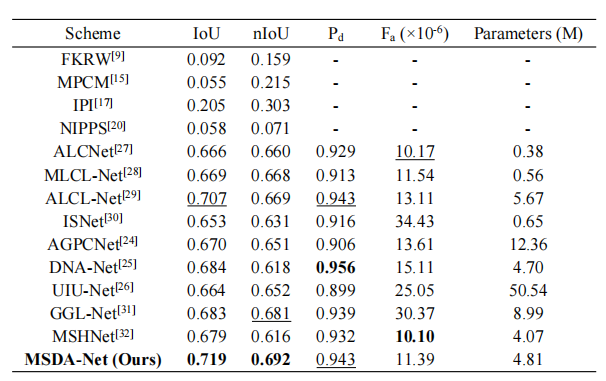 Scheme IoU nIoU Pd Fa (×10-6) Parameters (M)
FKRW[9] 0.092 0.159 - - -
MPCM[15] 0.055 0.215 - - -
IPI[17] 0.205 0.303 - - -
NIPPS[20] 0.058 0.071 - - -
ALCNet[27] 0.666 0.660 0.929 10.17 0.38
MLCL-Net[28] 0.669 0.668 0.913 11.54 0.56
ALCL-Net[29] 0.707 0.669 0.943 13.11 5.67
ISNet[30] 0.653 0.631 0.916 34.43 0.65
AGPCNet[24] 0.670 0.651 0.906 13.61 12.36
DNA-Net[25] 0.684 0.618 0.956 15.11 4.70
UIU-Net[26] 0.664 0.652 0.899 25.05 50.54
GGL-Net[31] 0.683 0.681 0.939 30.37 8.99
MSHNet[32] 0.679 0.616 0.932 10.10 4.07
MSDA-Net (Ours) 0.719 0.692 0.943 11.39 4.81